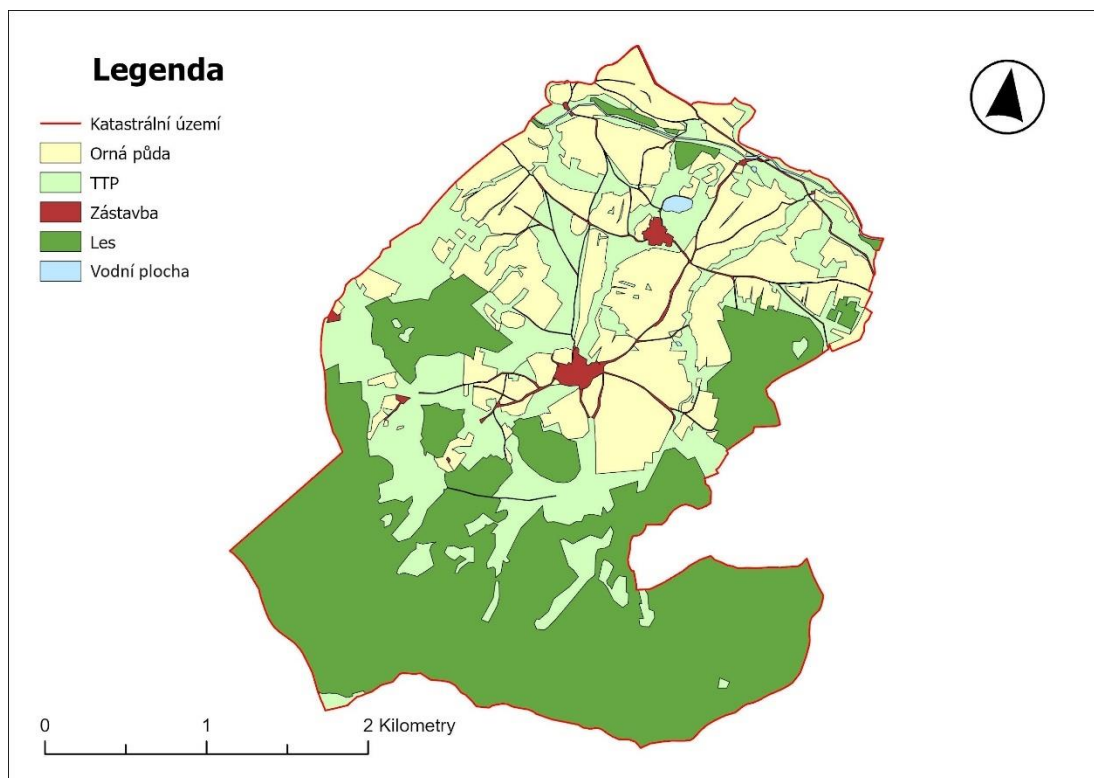 Legenda
Katastrální území
Orná půda
TTP
Zástavba
Les
Vodní plocha
0 1 2 Kilometry